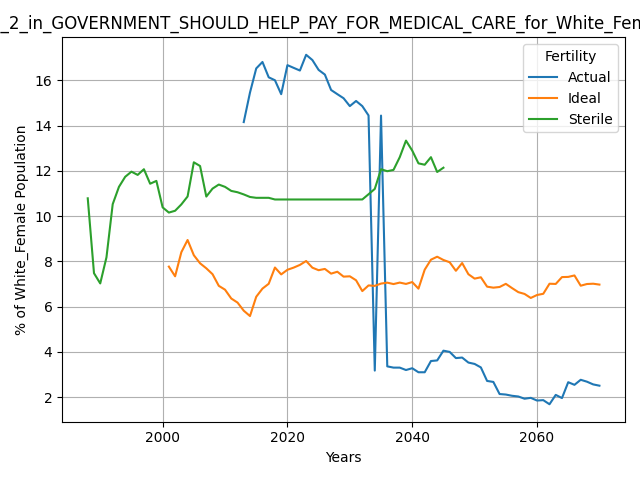 _2_in_GOVERNMENT_SHOULD_HELP_PAY_FOR_MEDICAL_CARE_for_White_Fem
Fertility
Actual
Ideal
Sterile
% of White_Female Population
16
14
12
10
8
6
4
2
2000 2020 2040 2060
Years